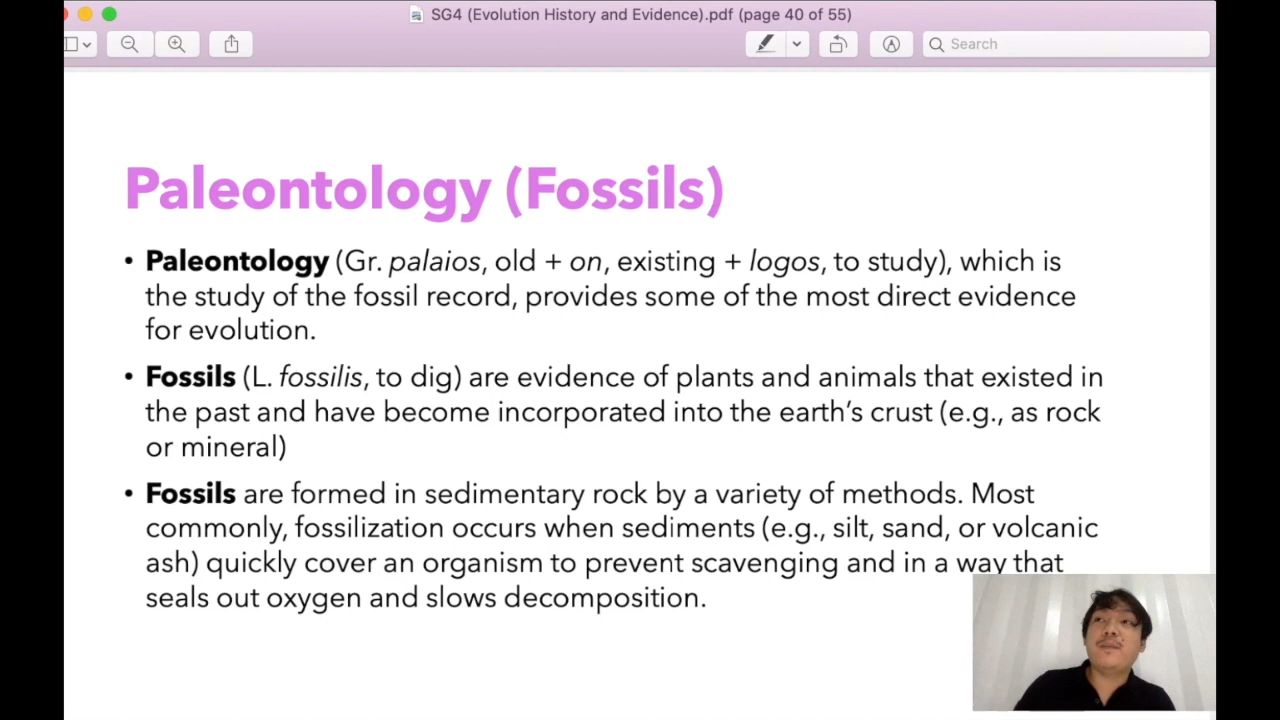 SG4 (Evolution History and Evidence).pdf (page 40 of 55)
Search
Paleontology (Fossils)
• Paleontology (Gr. palaios, old + on, existing + logos, to study), which is
the study of the fossil record, provides some of the most direct evidence
for evolution.
• Fossils (L. fossilis, to dig) are evidence of plants and animals that existed in
the past and have become incorporated into the earth’s crust (e.g., as rock
or mineral)
• Fossils are formed in sedimentary rock by a variety of methods. Most
commonly, fossilization occurs when sediments (e.g., silt, sand, or volcanic
ash) quickly cover an organism to prevent scavenging and in a way that
seals out oxygen and slows decomposition.